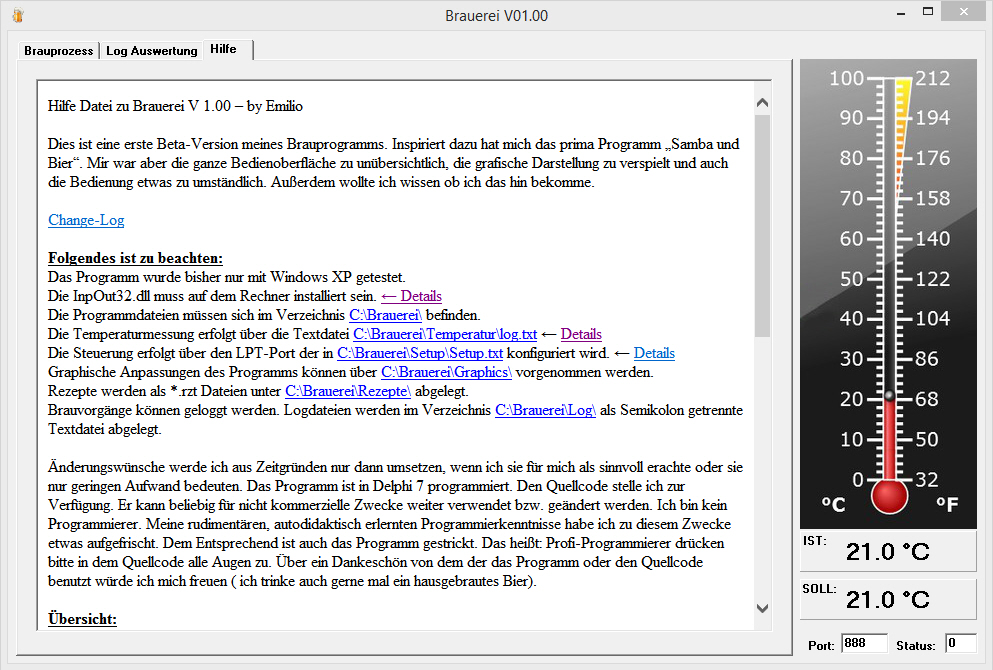 Brauerei V01.00
Brauprozess
Log Auswertung
Hilfe
Hilfe Datei zu Brauerei V 1.00 – by Emilio
Dies ist eine erste Beta-Version meines Brauprogramms. Inspiriert dazu hat mich das prima Programm „Samba und
Bier“. Mir war aber die ganze Bedienoberfläche zu unübersichtlich, die grafische Darstellung zu verspielt und auch
die Bedienung etwas zu umständlich. Außerdem wollte ich wissen ob ich das hin bekomme.
Change-Log
Folgendes ist zu beachten:
Das Programm wurde bisher nur mit Windows XP getestet.
Die InpOut32.dll muss auf dem Rechner installiert sein. ← Details
Die Programmdateien müssen sich im Verzeichnis C:\Brauerei\ befinden.
Die Temperaturmessung erfolgt über die Textdatei C:\Brauerei\Temperatur\log.txt ← Details
Die Steuerung erfolgt über den LPT-Port der in C:\Brauerei\Setup\Setup.txt konfiguriert wird. ← Details
Graphische Anpassungen des Programms können über C:\Brauerei\Graphics\ vorgenommen werden.
Rezepte werden als *.rzt Dateien unter C:\Brauerei\Rezepte\ abgelegt.
Brauvorgänge können geloggt werden. Logdateien werden im Verzeichnis C:\Brauerei\Log\ als Semikolon getrennte
Textdatei abgelegt.
Änderungswünsche werde ich aus Zeitgründen nur dann umsetzen, wenn ich sie für mich als sinnvoll erachte oder sie
nur geringen Aufwand bedeuten. Das Programm ist in Delphi 7 programmiert. Den Quellcode stelle ich zur
Verfügung. Er kann beliebig für nicht kommerzielle Zwecke weiter verwendet bzw. geändert werden. Ich bin kein
Programmierer. Meine rudimentären, autodidaktisch erlernten Programmierkenntnisse habe ich zu diesem Zwecke
etwas aufgefrischt. Dem Entsprechend ist auch das Programm gestrickt. Das heißt: Profi-Programmierer drücken
bitte in dem Quellcode alle Augen zu. Über ein Dankeschön von dem der das Programm oder den Quellcode
benutzt würde ich mich freuen ( ich trinke auch gerne mal ein hausgebrautes Bier).
Übersicht:
100 212
90 194
80 176
70 158
60 140
50 122
40 104
30 86
20 68
10 50
0 32
°C °F
IST: 21.0 °C
SOLL: 21.0 °C
Port: 888 Status: 0